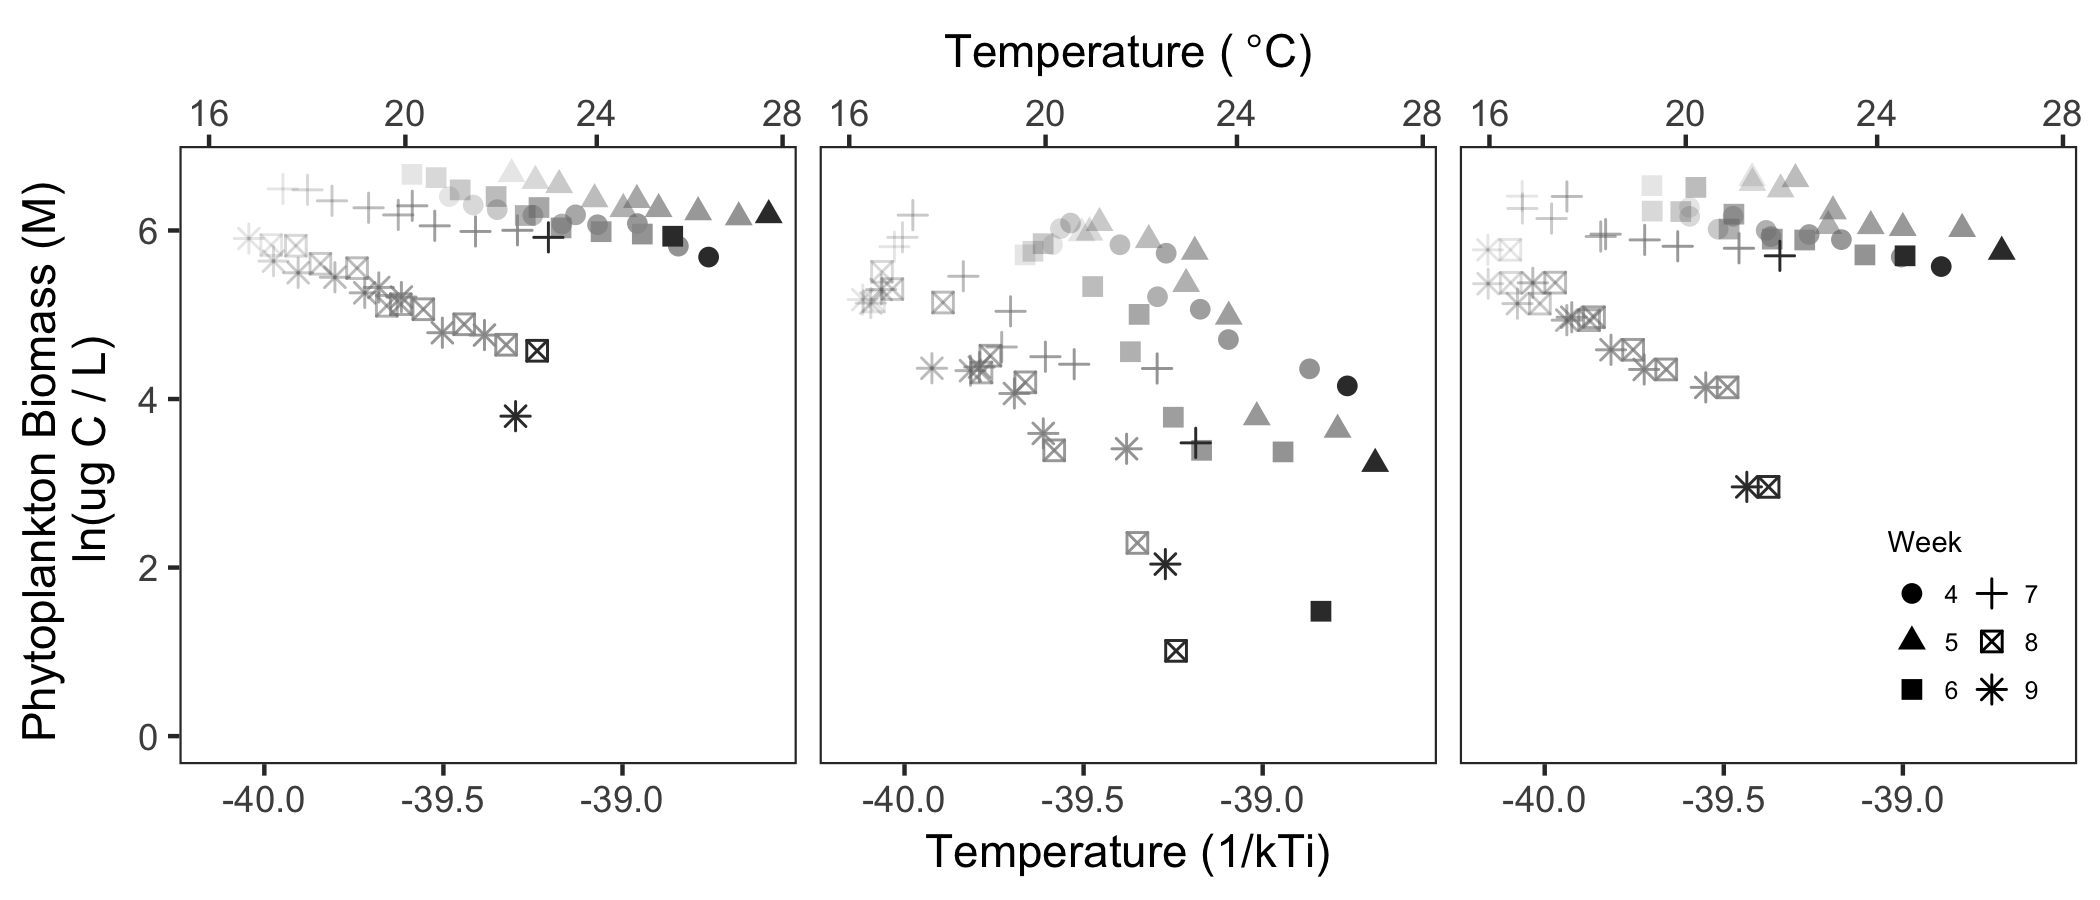 Temperature ( °C)
16 20 24 28 16 20 24 28 16 20 24 28
Phytoplankton Biomass (M)
ln(ug C / L)
6
4
2
0
Week
4 7
5 8
6 9
-40.0 -39.5 -39.0 -40.0 -39.5 -39.0 -40.0 -39.5 -39.0
Temperature (1/kTi)